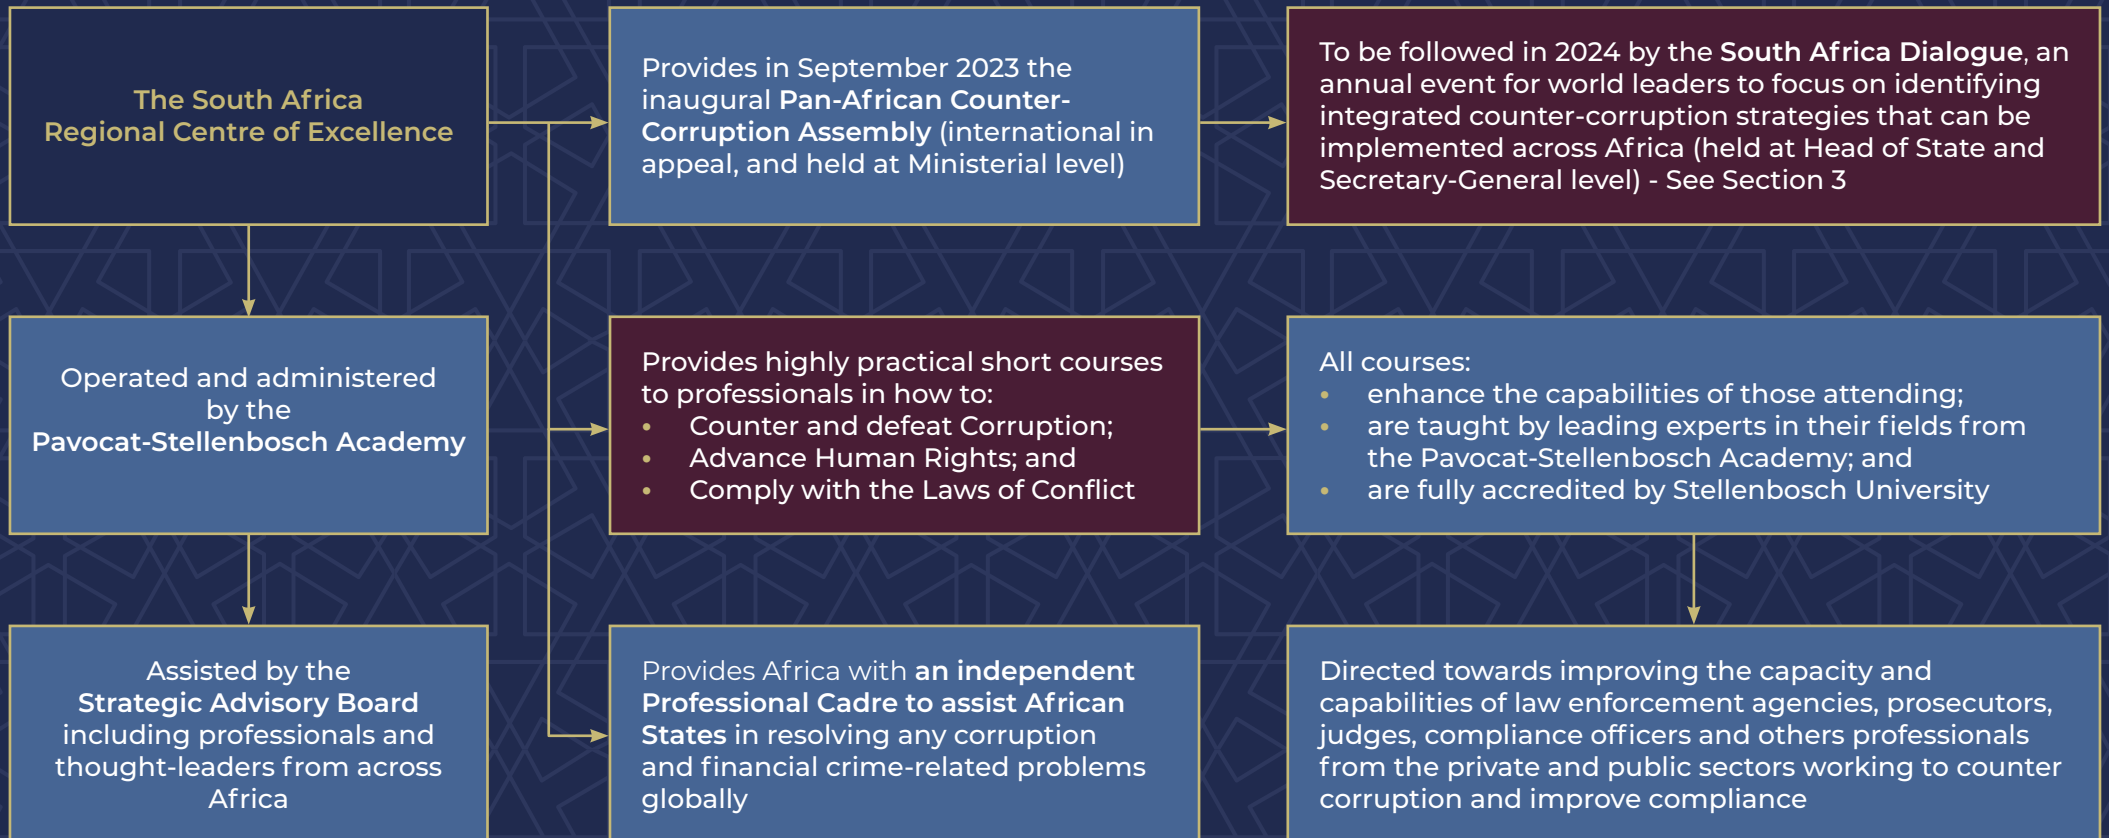 The South Africa
Regional Centre of Excellence
Provides in September 2023 the
inaugural Pan-African Counter-
Corruption Assembly (international in
appeal, and held at Ministerial level)
To be followed in 2024 by the South Africa Dialogue, an
annual event for world leaders to focus on identifying
integrated counter-corruption strategies that can be
implemented across Africa (held at Head of State and
Secretary-General level) - See Section 3
Operated and administered
by the
Pavocat-Stellenbosch Academy
Provides highly practical short courses
to professionals in how to:
• Counter and defeat Corruption;
• Advance Human Rights; and
• Comply with the Laws of Conflict
All courses:
• enhance the capabilities of those attending;
• are taught by leading experts in their fields from
the Pavocat-Stellenbosch Academy; and
• are fully accredited by Stellenbosch University
Assisted by the
Strategic Advisory Board
including professionals and
thought-leaders from across
Africa
Provides Africa with an independent
Professional Cadre to assist African
States in resolving any corruption
and financial crime-related problems
globally
Directed towards improving the capacity and
capabilities of law enforcement agencies, prosecutors,
judges, compliance officers and others professionals
from the private and public sectors working to counter
corruption and improve compliance